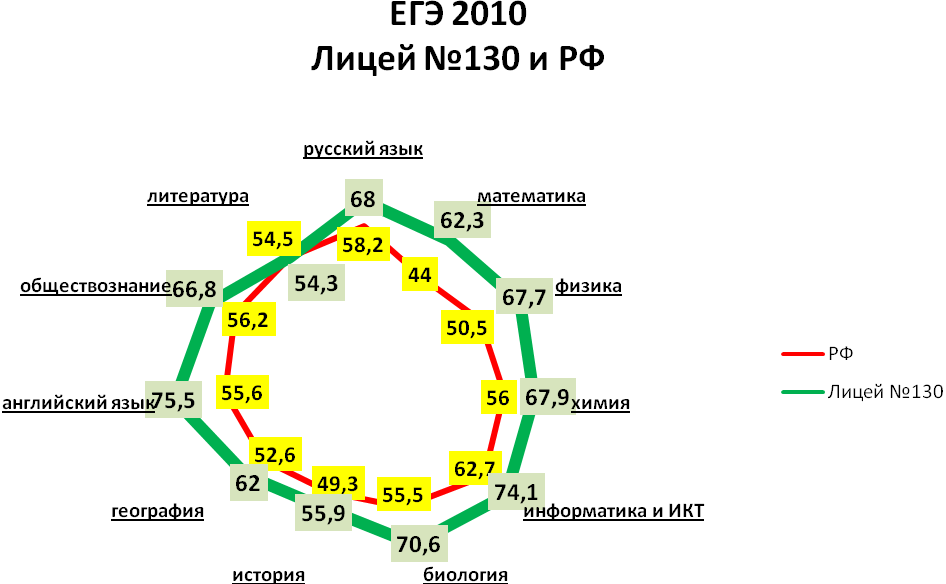 ЕГЭ 2010
Лицей №130 и РФ
русский язык
литература
математика
68
62,3
54,5
58,2
44
54,3
обществознание
66,8
67,7
физика
56,2
50,5
РФ
55,6
56
Лицей №130
английский язык
75,5
67,9
химия
52,6
62,7
62
49,3
55,5
74,1
география
55,9
информатика и ИКТ
70,6
история
биология